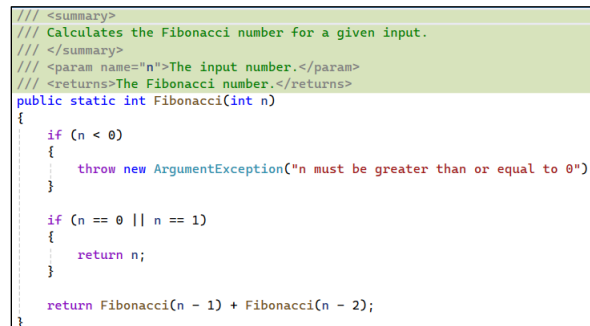 /// <summary>
/// Calculates the Fibonacci number for a given input.
/// </summary>
/// <param name="n">The input number.</param>
/// <returns>The Fibonacci number.</returns>
public static int Fibonacci(int n)
{
    if (n < 0)
    {
        throw new ArgumentException("n must be greater than or equal to 0")
    }

    if (n == 0 || n == 1)
    {
        return n;
    }

    return Fibonacci(n - 1) + Fibonacci(n - 2);
}